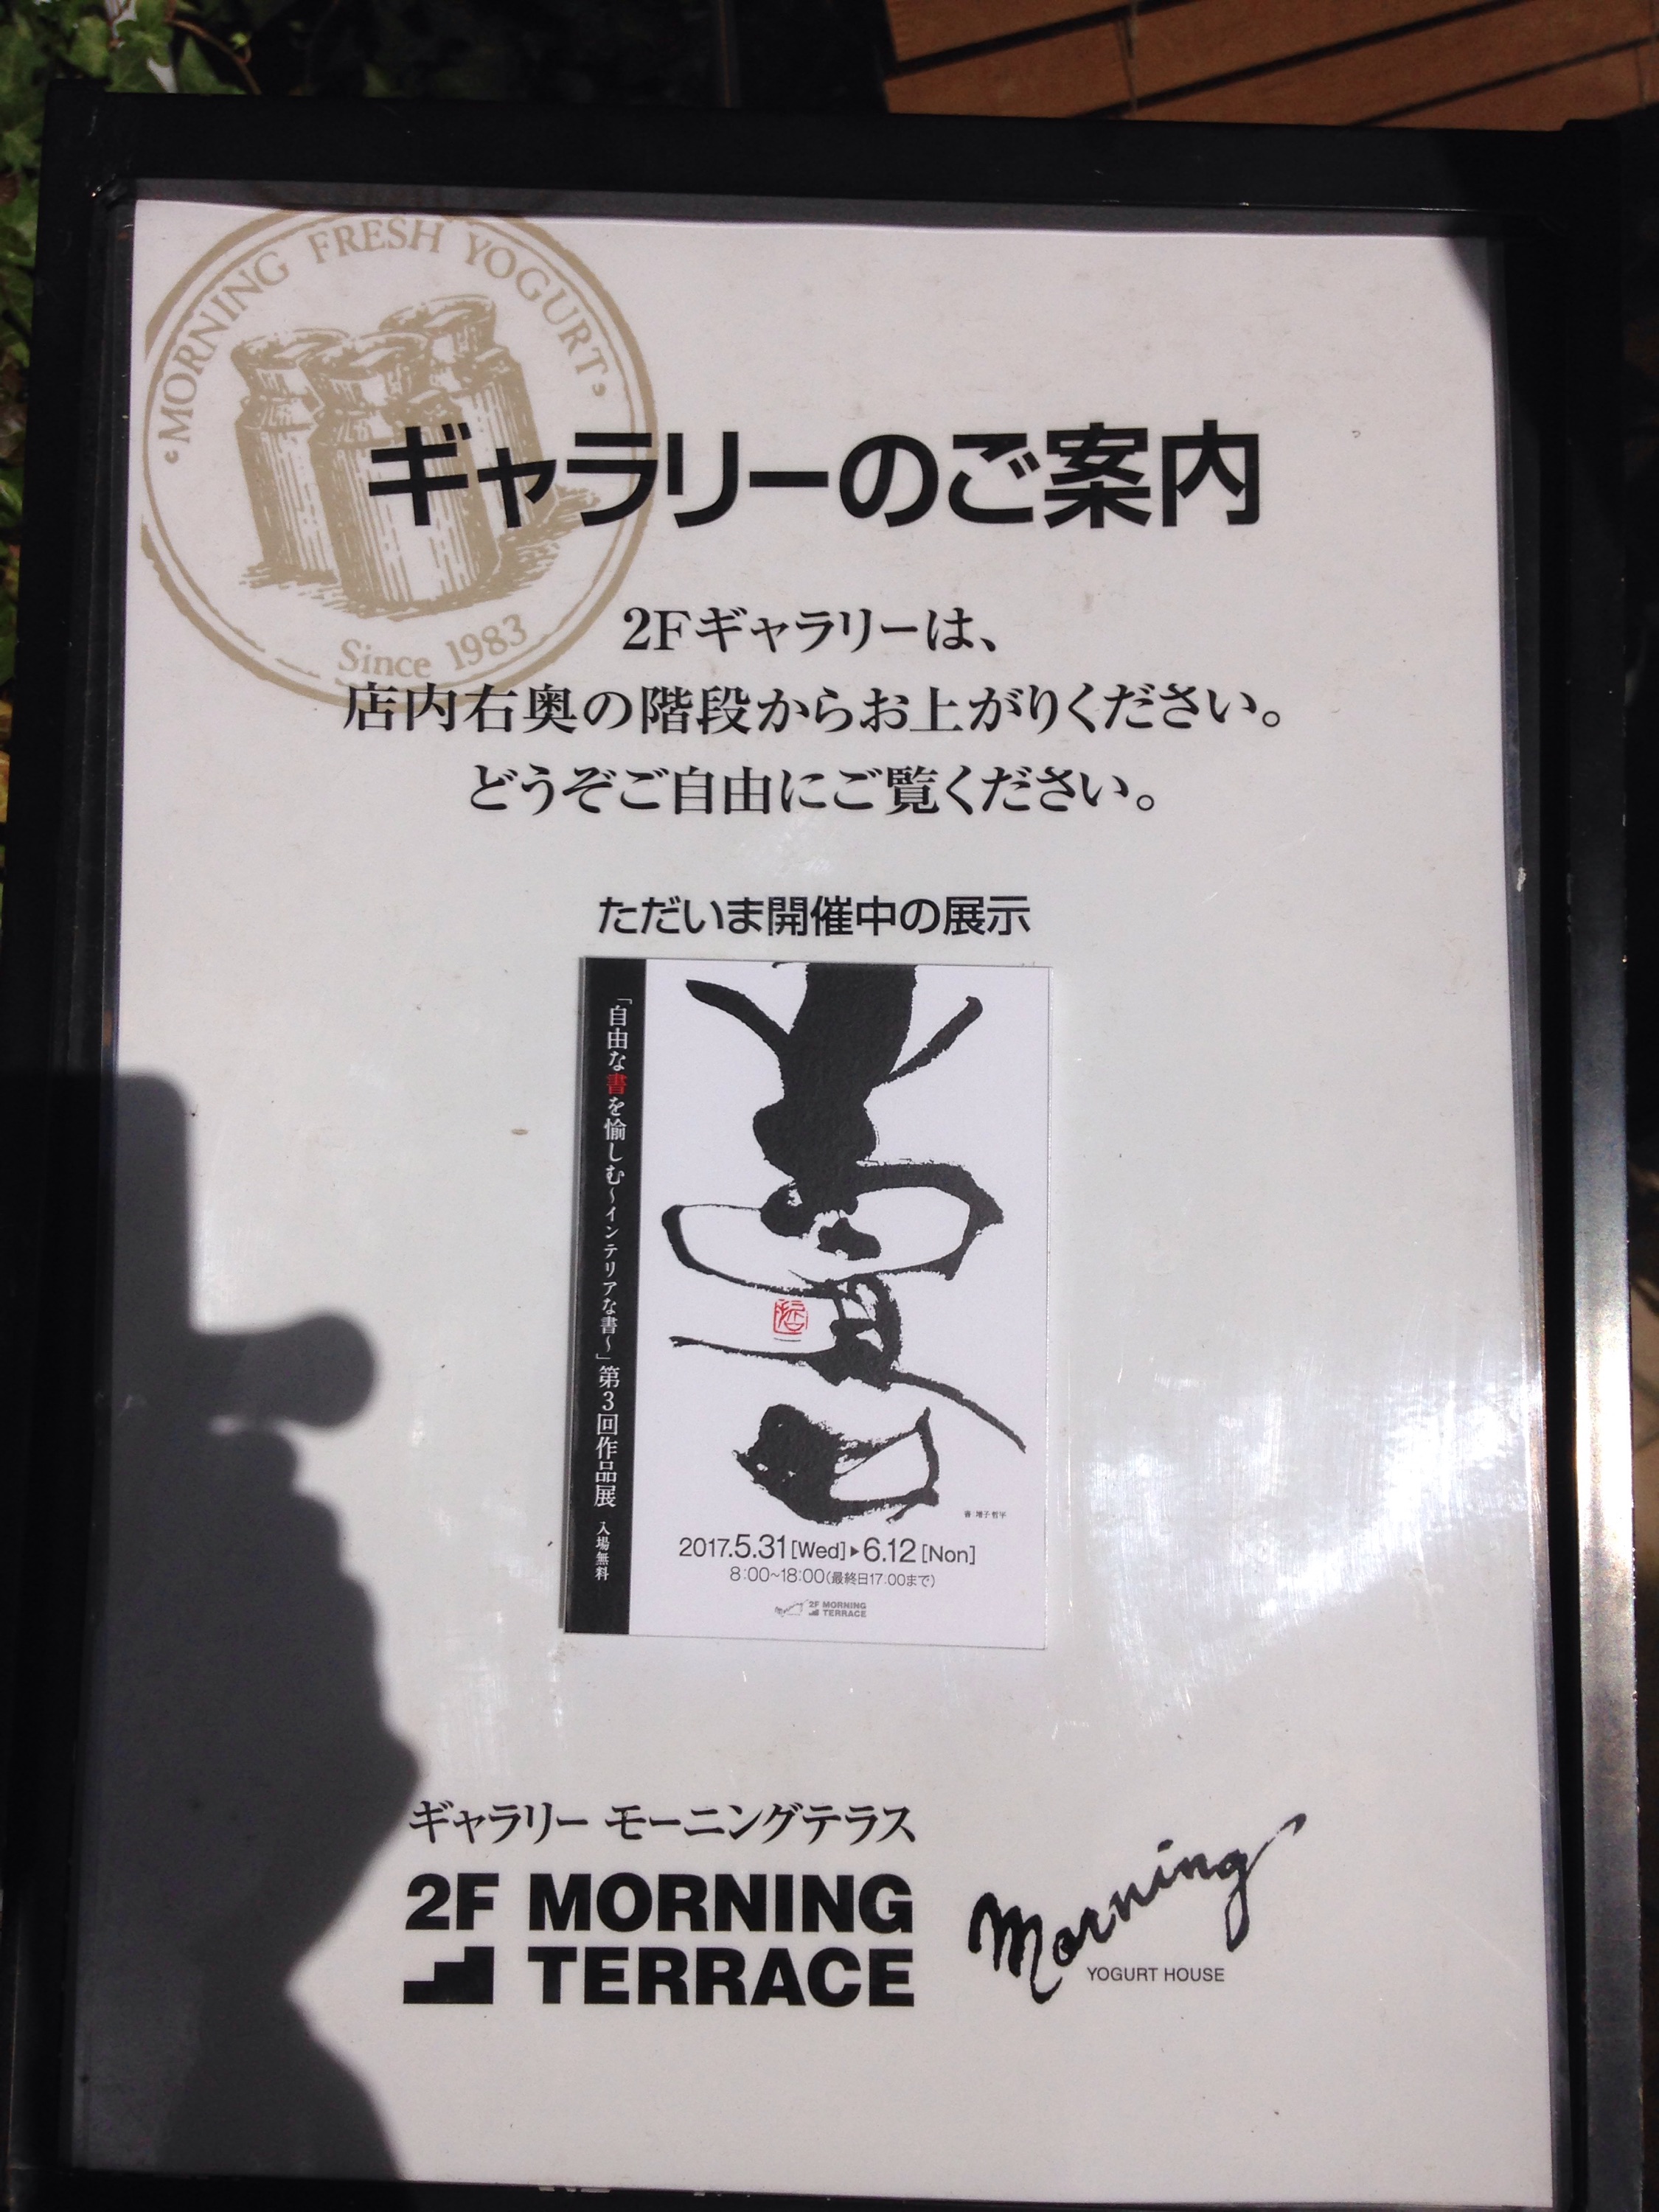 MORNING FRESH YOGURT
Since 1983
ギャラリーのご案内
2Fギャラリーは、
店内右奥の階段からお上がりください。
どうぞご自由にご覧ください。
ただいま開催中の展示
「自由な書を愉しむ~インテリアな書~」第3回作品展 入場無料
2017.5.31[Wed]▶6.12[Non]
8:00~18:00(最終日17:00まで)
2F MORNING
TERRACE
ギャラリー モーニングテラス
2F MORNING
TERRACE
Morning
YOGURT HOUSE